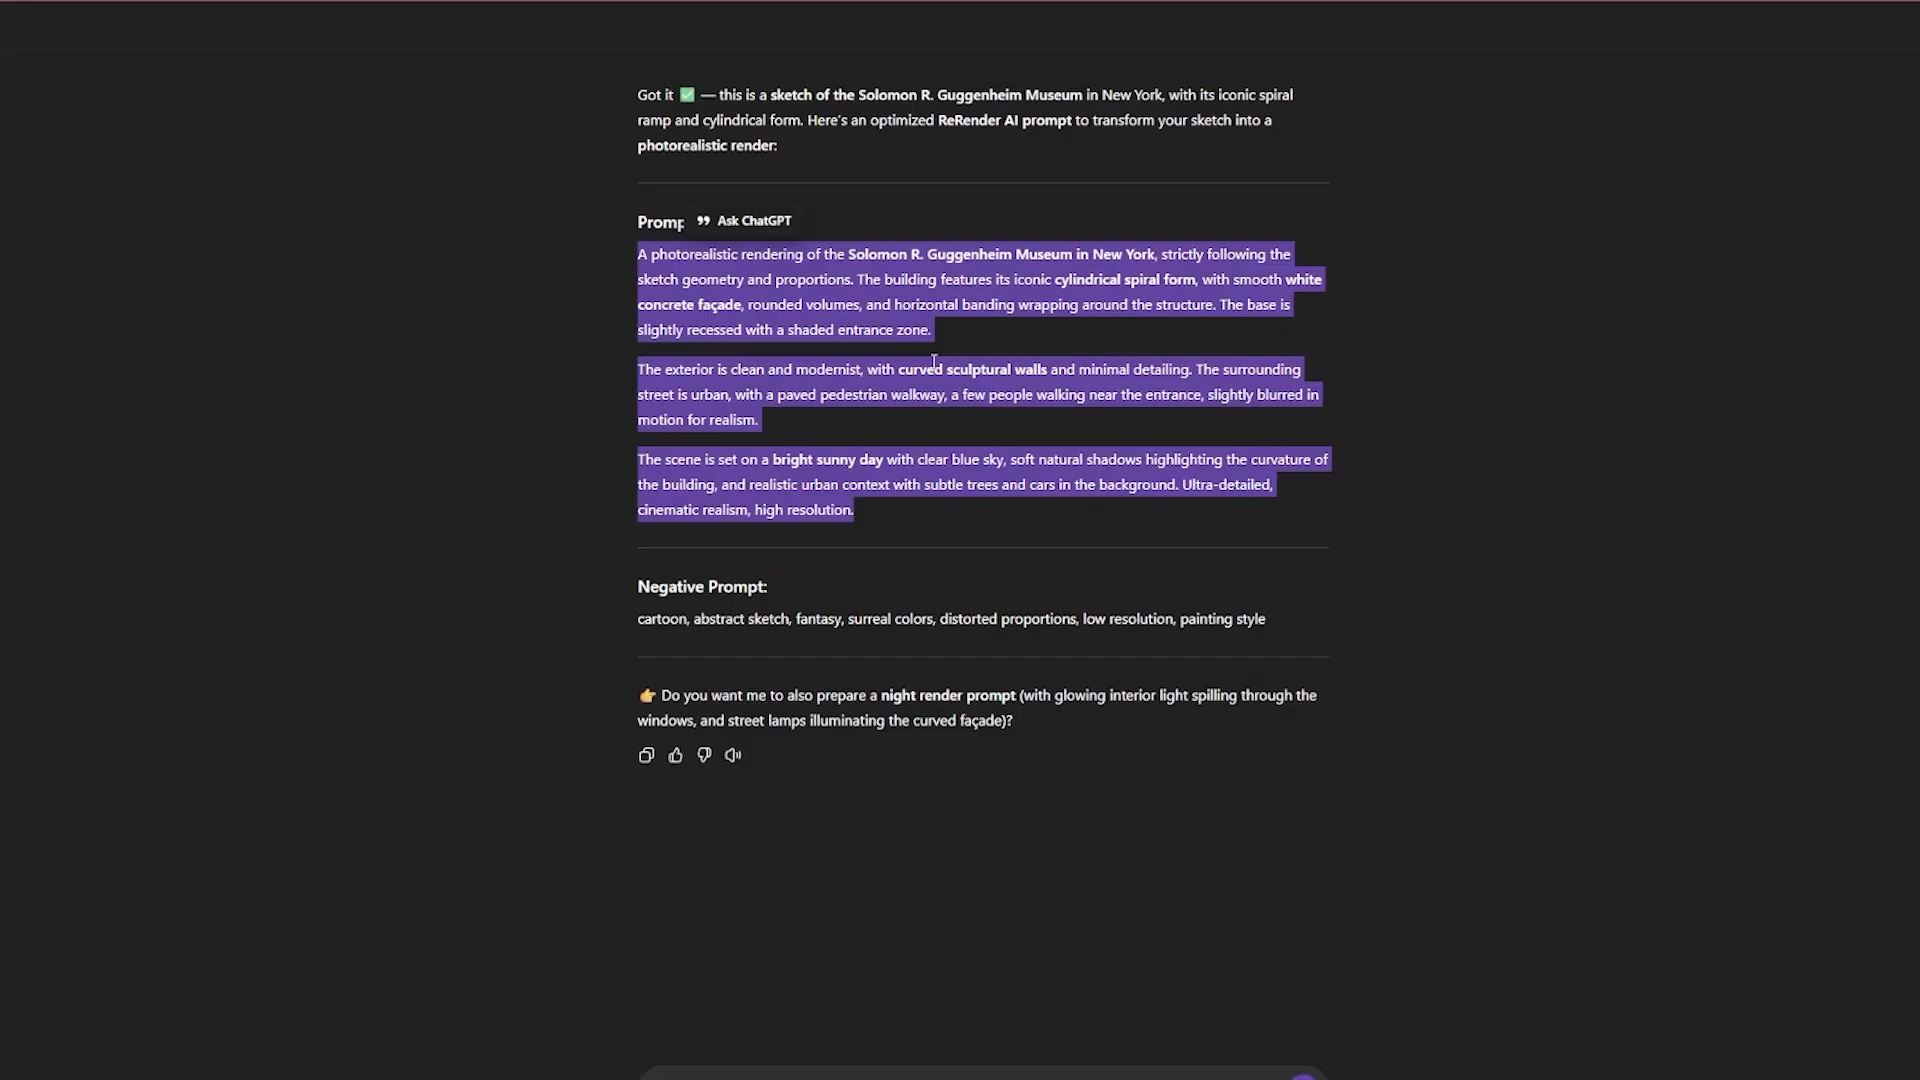 Got it ✅ — this is a sketch of the Solomon R. Guggenheim Museum in New York, with its iconic spiral
ramp and cylindrical form. Here's an optimized ReRender AI prompt to transform your sketch into a
photorealistic render:
Promp
Ask ChatGPT
A photorealistic rendering of the Solomon R. Guggenheim Museum in New York, strictly following the
sketch geometry and proportions. The building features its iconic cylindrical spiral form, with smooth white
concrete façade, rounded volumes, and horizontal banding wrapping around the structure. The base is
slightly recessed with a shaded entrance zone.
The exterior is clean and modernist, with curved sculptural walls and minimal detailing. The surrounding
street is urban, with a paved pedestrian walkway, a few people walking near the entrance, slightly blurred in
motion for realism.
The scene is set on a bright sunny day with clear blue sky, soft natural shadows highlighting the curvature of
the building, and realistic urban context with subtle trees and cars in the background. Ultra-detailed,
cinematic realism, high resolution.
Negative Prompt:
cartoon, abstract sketch, fantasy, surreal colors, distorted proportions, low resolution, painting style
👉 Do you want me to also prepare a night render prompt (with glowing interior light spilling through the
windows, and street lamps illuminating the curved façade)?